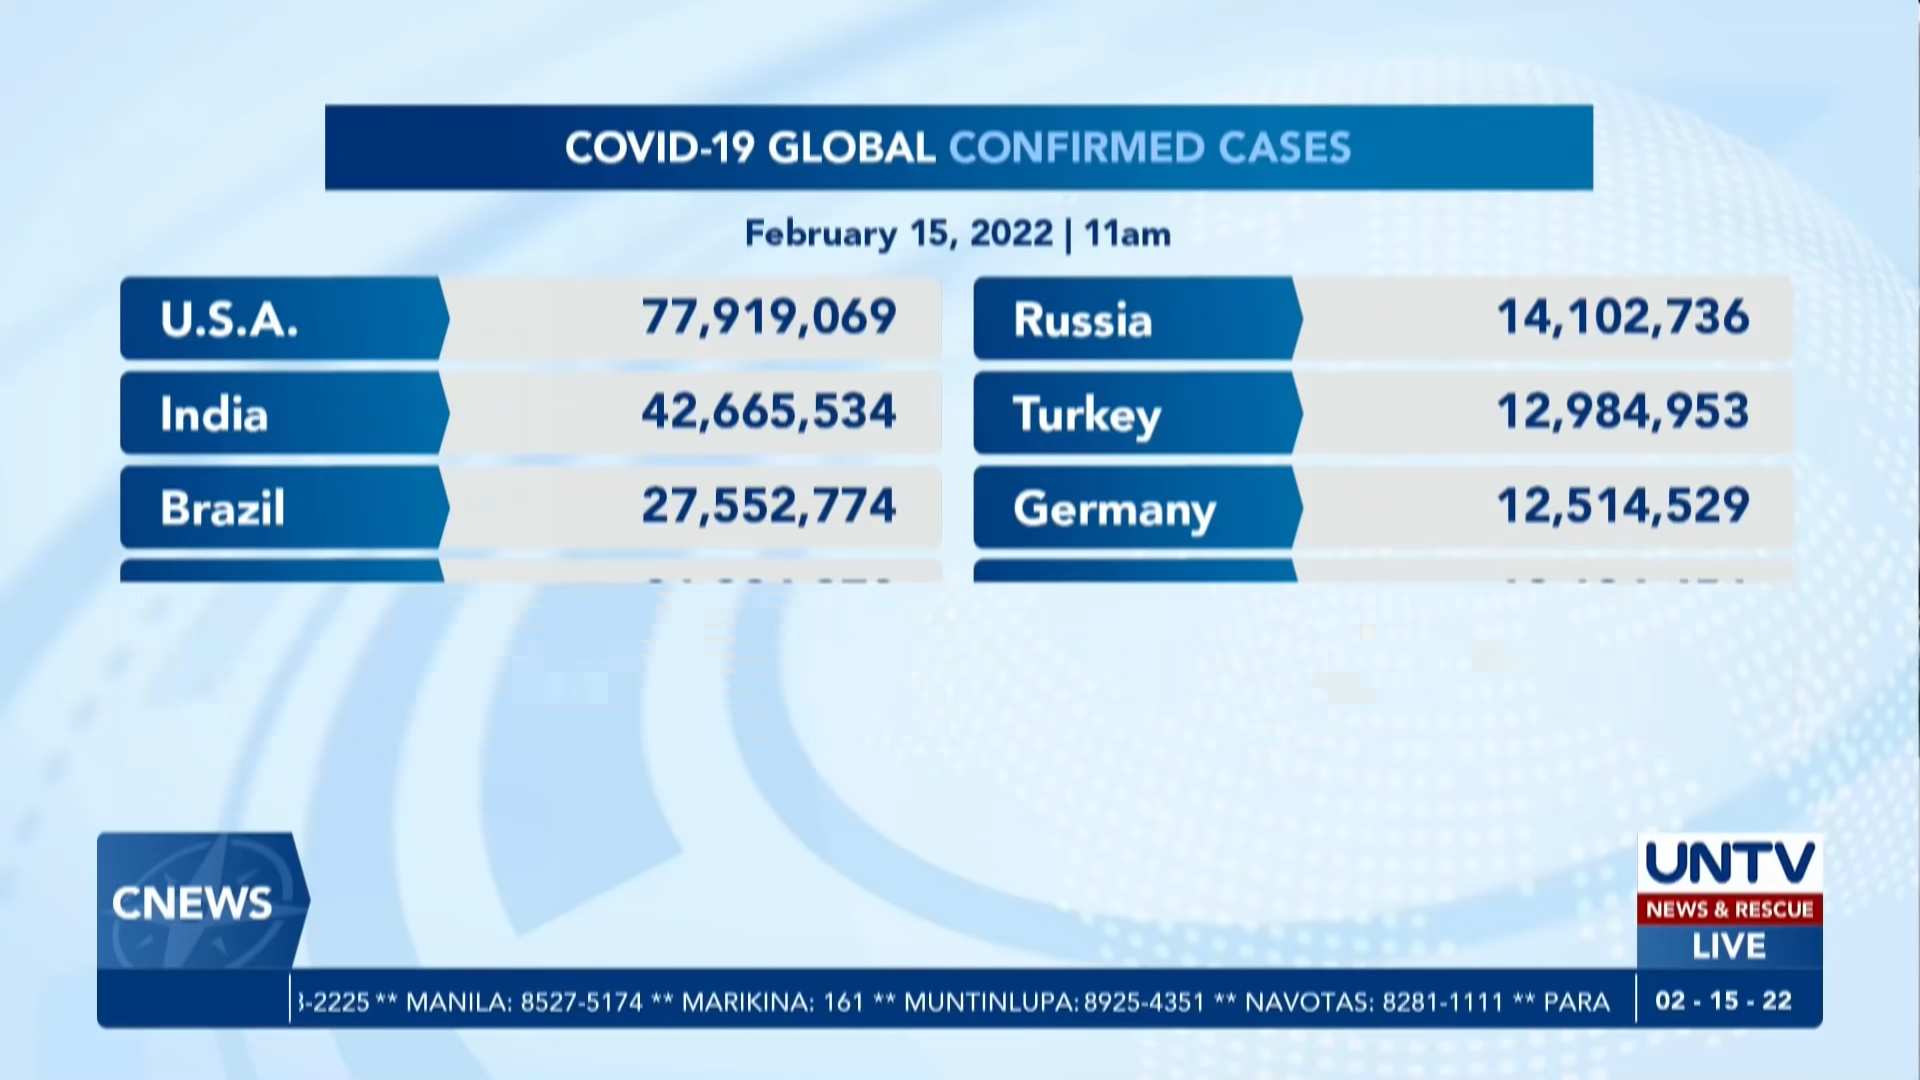 COVID-19 GLOBAL CONFIRMED CASES
February 15, 2022 | 11am
U.S.A. 77,919,069
India 42,665,534
Brazil 27,552,774
Russia 14,102,736
Turkey 12,984,953
Germany 12,514,529
CNEWS
UNTV
NEWS & RESCUE
LIVE
-2225 ** MANILA: 8527-5174 ** MARIKINA: 161 ** MUNTINLUPA: 8925-4351 ** NAVOTAS: 8281-1111 ** PARA
02 - 15 - 22